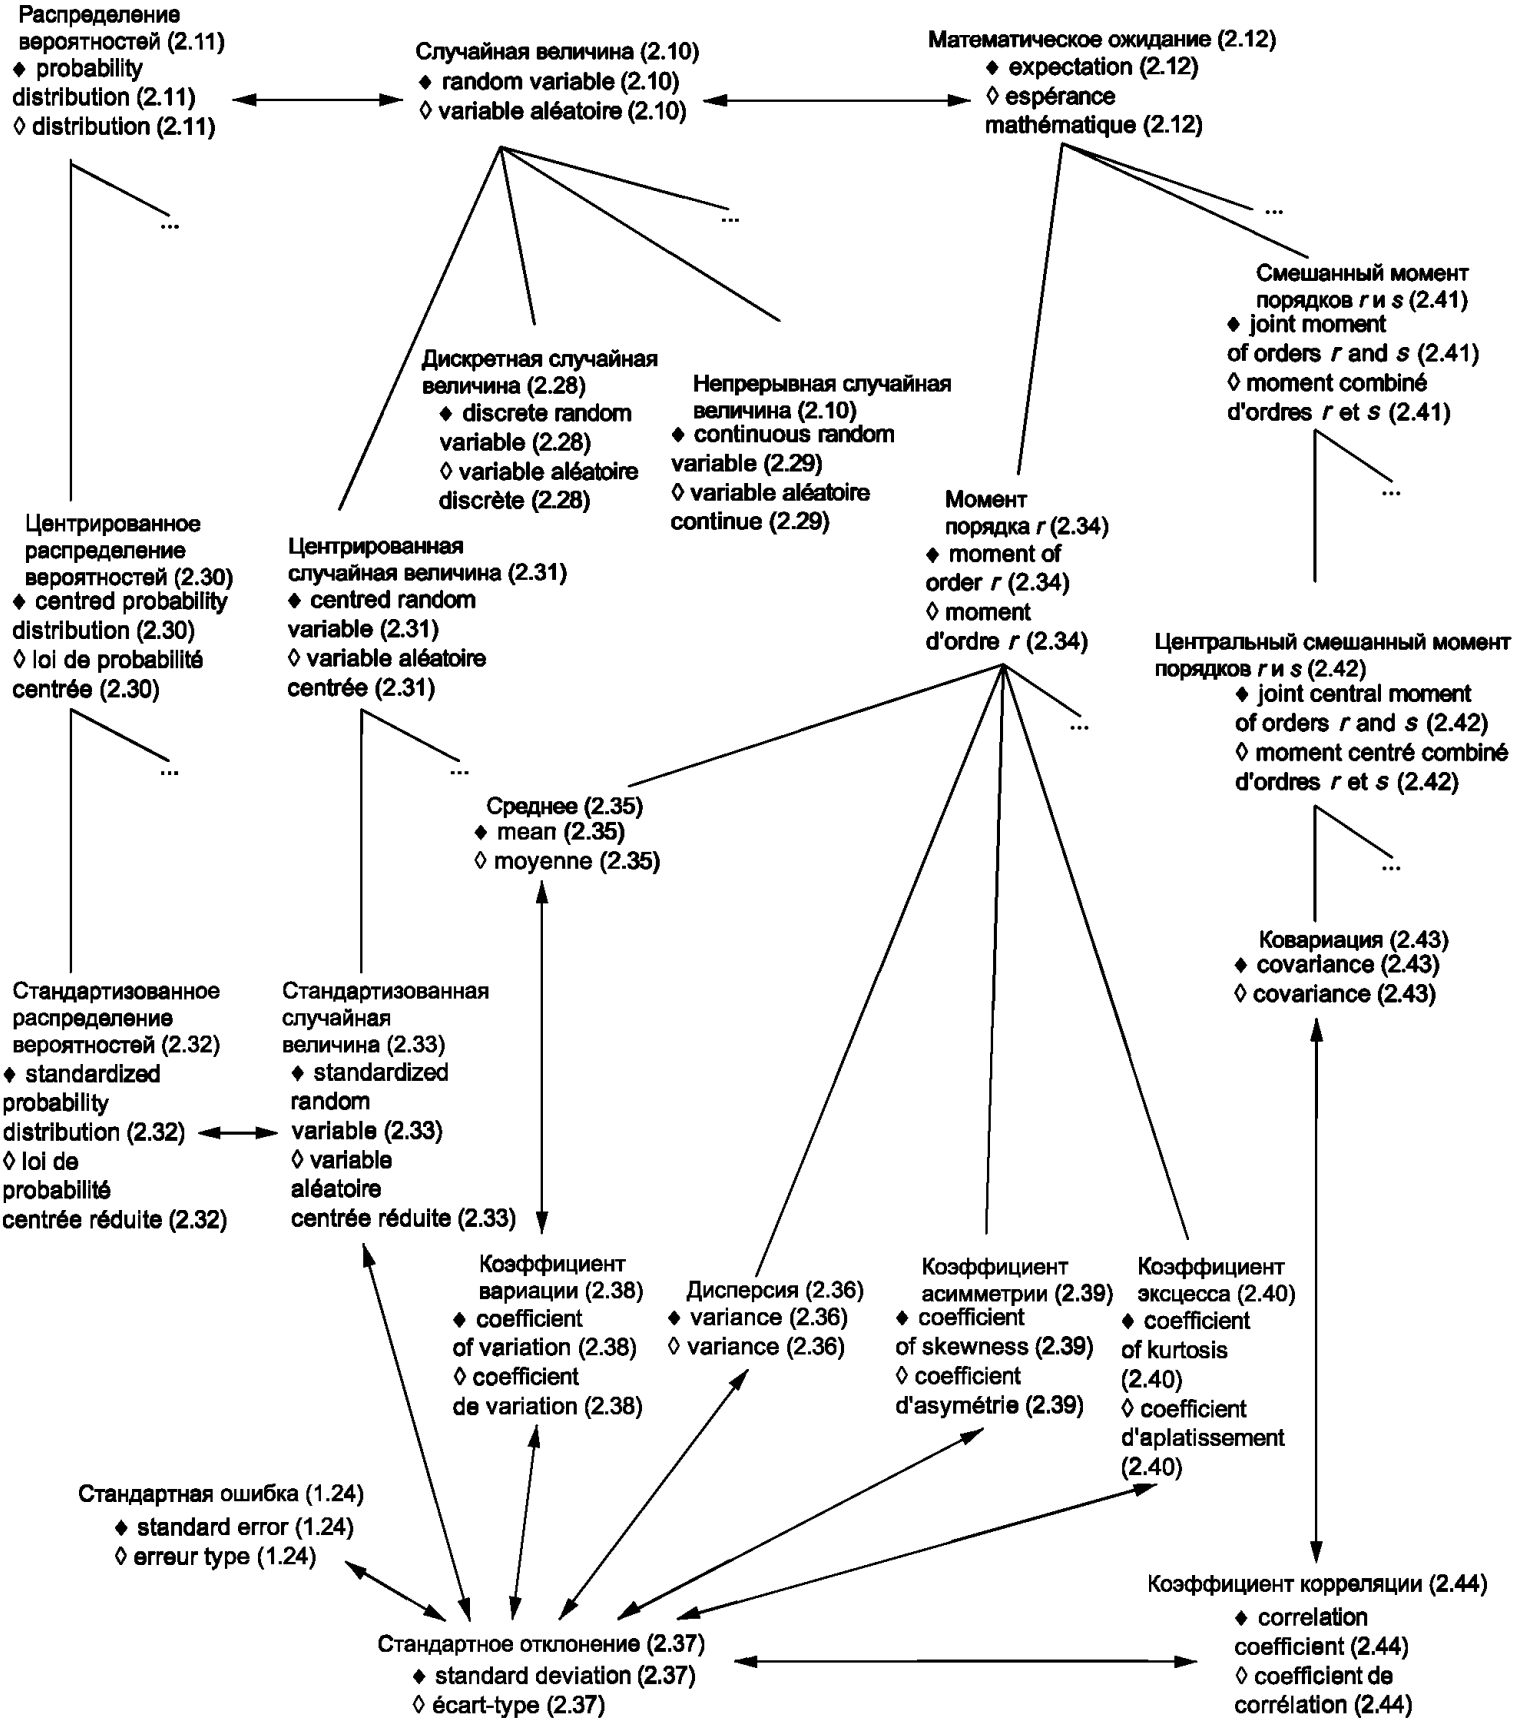 Распределение
вероятностей (2.11)
♦ probability
distribution (2.11)
◊ distribution (2.11)
Случайная величина (2.10)
♦ random variable (2.10)
◊ variable aléatoire (2.10)
Математическое ожидание (2.12)
♦ expectation (2.12)
◊ espérance
mathématique (2.12)
...
...
...
Смешанный момент
порядков r и s (2.41)
♦ joint moment
of orders r and s (2.41)
◊ moment combiné
d'ordres r et s (2.41)
Дискретная случайная
величина (2.28)
♦ discrete random
variable (2.28)
◊ variable aléatoire
discrète (2.28)
Непрерывная случайная
величина (2.10)
♦ continuous random
variable (2.29)
◊ variable aléatoire
continue (2.29)
...
Момент
порядка r (2.34)
♦ moment of
order r (2.34)
◊ moment
d'ordre r (2.34)
Центрированное
распределение
вероятностей (2.30)
♦ centred probability
distribution (2.30)
◊ loi de probabilité
centrée (2.30)
Центрированная
случайная величина (2.31)
♦ centred random
variable (2.31)
◊ variable aléatoire
centrée (2.31)
Центральный смешанный момент
порядков r и s (2.42)
♦ joint central moment
of orders r and s (2.42)
◊ moment centré combiné
d'ordres r et s (2.42)
...
...
...
Среднее (2.35)
♦ mean (2.35)
◊ moyenne (2.35)
...
Ковариация (2.43)
♦ covariance (2.43)
◊ covariance (2.43)
Стандартизованное
распределение
вероятностей (2.32)
♦ standardized
probability
distribution (2.32)
◊ loi de
probabilité
centrée réduite (2.32)
Стандартизованная
случайная
величина (2.33)
♦ standardized
random
variable (2.33)
◊ variable
aléatoire
centrée réduite (2.33)
Коэффициент
вариации (2.38)
♦ coefficient
of variation (2.38)
◊ coefficient
de variation (2.38)
Дисперсия (2.36)
♦ variance (2.36)
◊ variance (2.36)
Коэффициент
асимметрии (2.39)
♦ coefficient
of skewness (2.39)
◊ coefficient
d'asymétrie (2.39)
Коэффициент
эксцесса (2.40)
♦ coefficient
of kurtosis
(2.40)
◊ coefficient
d'aplatissement
(2.40)
Стандартная ошибка (1.24)
♦ standard error (1.24)
◊ erreur type (1.24)
Стандартное отклонение (2.37)
♦ standard deviation (2.37)
◊ écart-type (2.37)
Коэффициент корреляции (2.44)
♦ correlation
coefficient (2.44)
◊ coefficient de
corrélation (2.44)